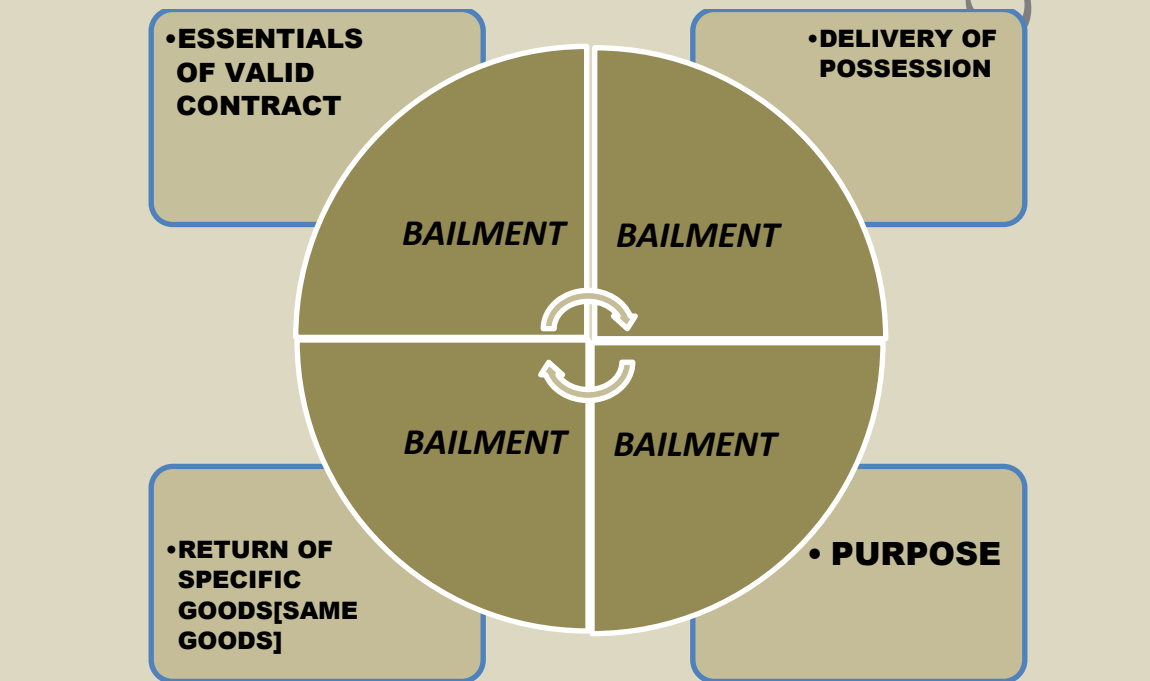 •ESSENTIALS
OF VALID
CONTRACT
•DELIVERY OF
POSSESSION
BAILMENT
BAILMENT
BAILMENT
BAILMENT
•RETURN OF
SPECIFIC
GOODS[SAME
GOODS]
• PURPOSE